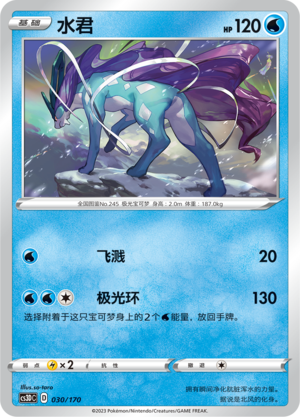 基础 水君 HP 120
全国图鉴No.245 极光宝可梦 身高：2.0m 体重：187.0kg
飞溅 20
极光环 130
选择附着于这只宝可梦身上的2个能量，放回手牌。
弱点 ×2 抗性 撤退
Illus.sa-taro
CS3D C D 030/170
拥有瞬间净化肮脏浑水的力量。
据说是北风的化身。
©2023 Pokémon/Nintendo/Creatures/GAME FREAK.